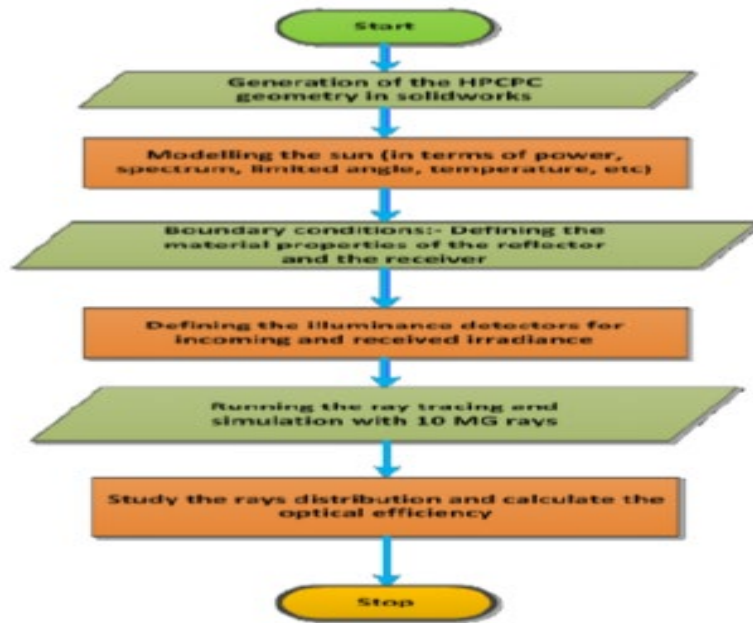 Start
Generation of the HPCPC
geometry in solidworks
Modelling the sun (in terms of power,
spectrum, limited angle, temperature, etc)
Boundary conditions:- Defining the
material properties of the reflector
and the receiver
Defining the illuminance detectors for
incoming and received irradiance
Running the ray tracing and
simulation with 10 MG rays
Study the rays distribution and calculate the
optical efficiency
Stop